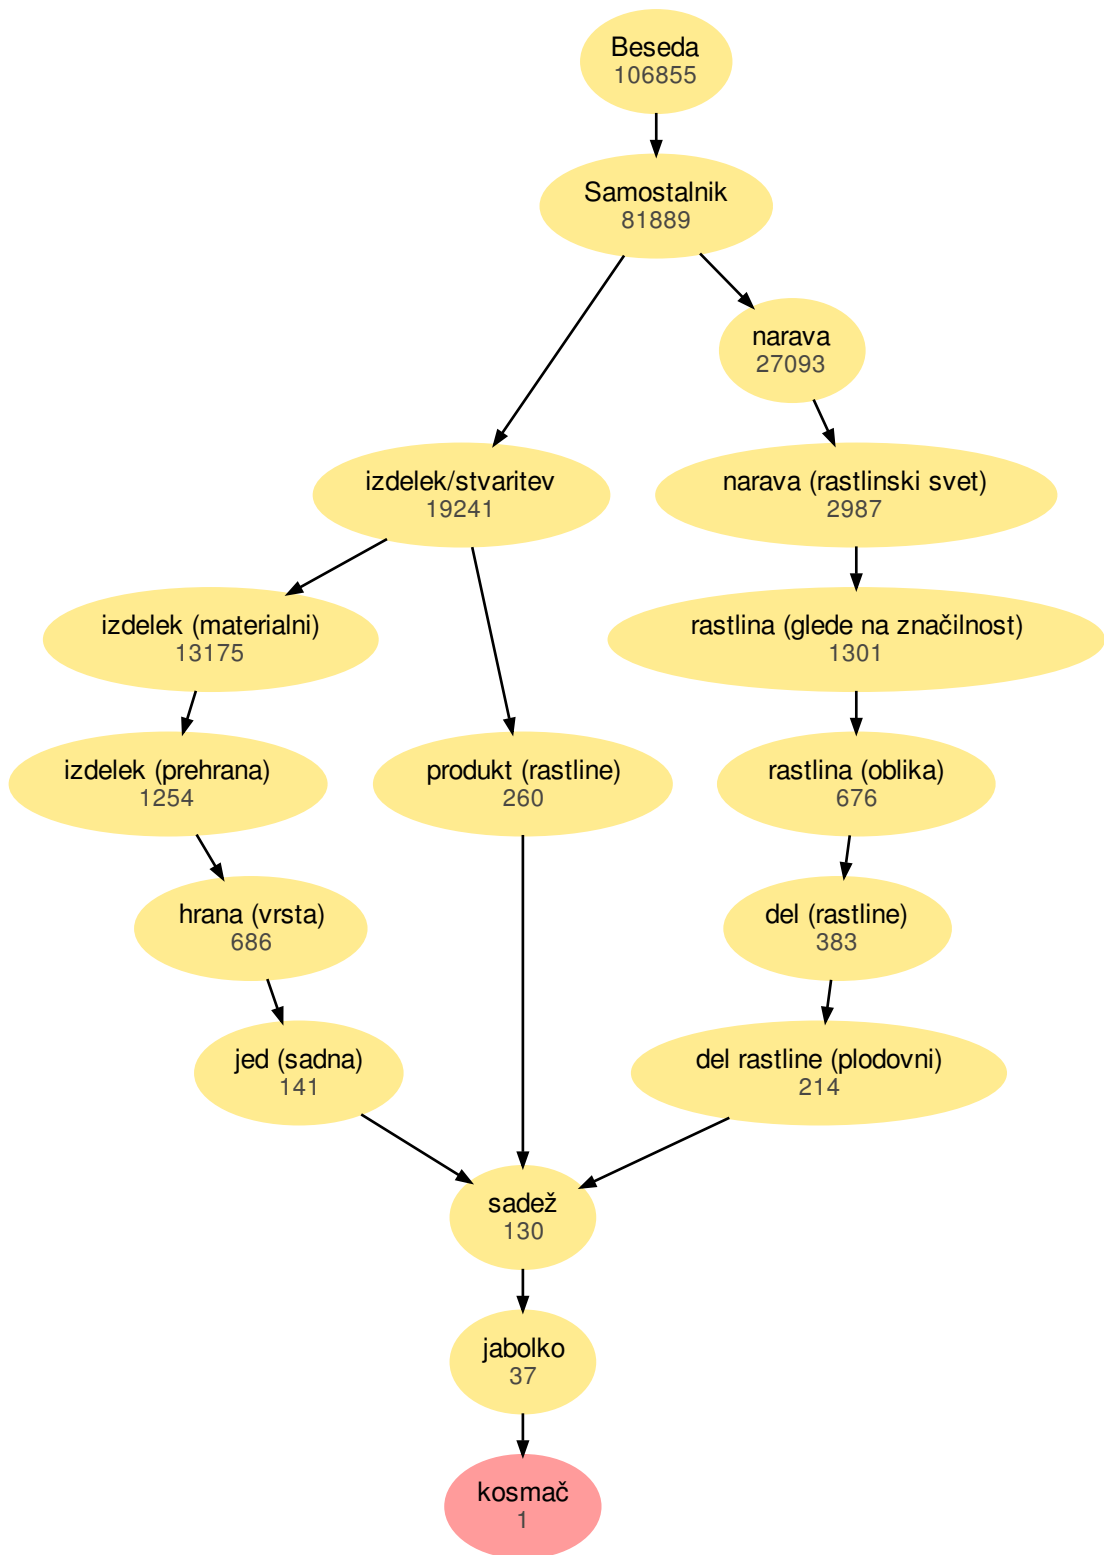 Beseda
106855
Samostalnik
81889
narava
27093
izdelek/stvaritev
19241
narava (rastlinski svet)
2987
izdelek (materialni)
13175
rastlina (glede na značilnost)
1301
izdelek (prehrana)
1254
produkt (rastline)
260
rastlina (oblika)
676
hrana (vrsta)
686
del (rastline)
383
jed (sadna)
141
del rastline (plodovni)
214
sadež
130
jabolko
37
kosmač
1